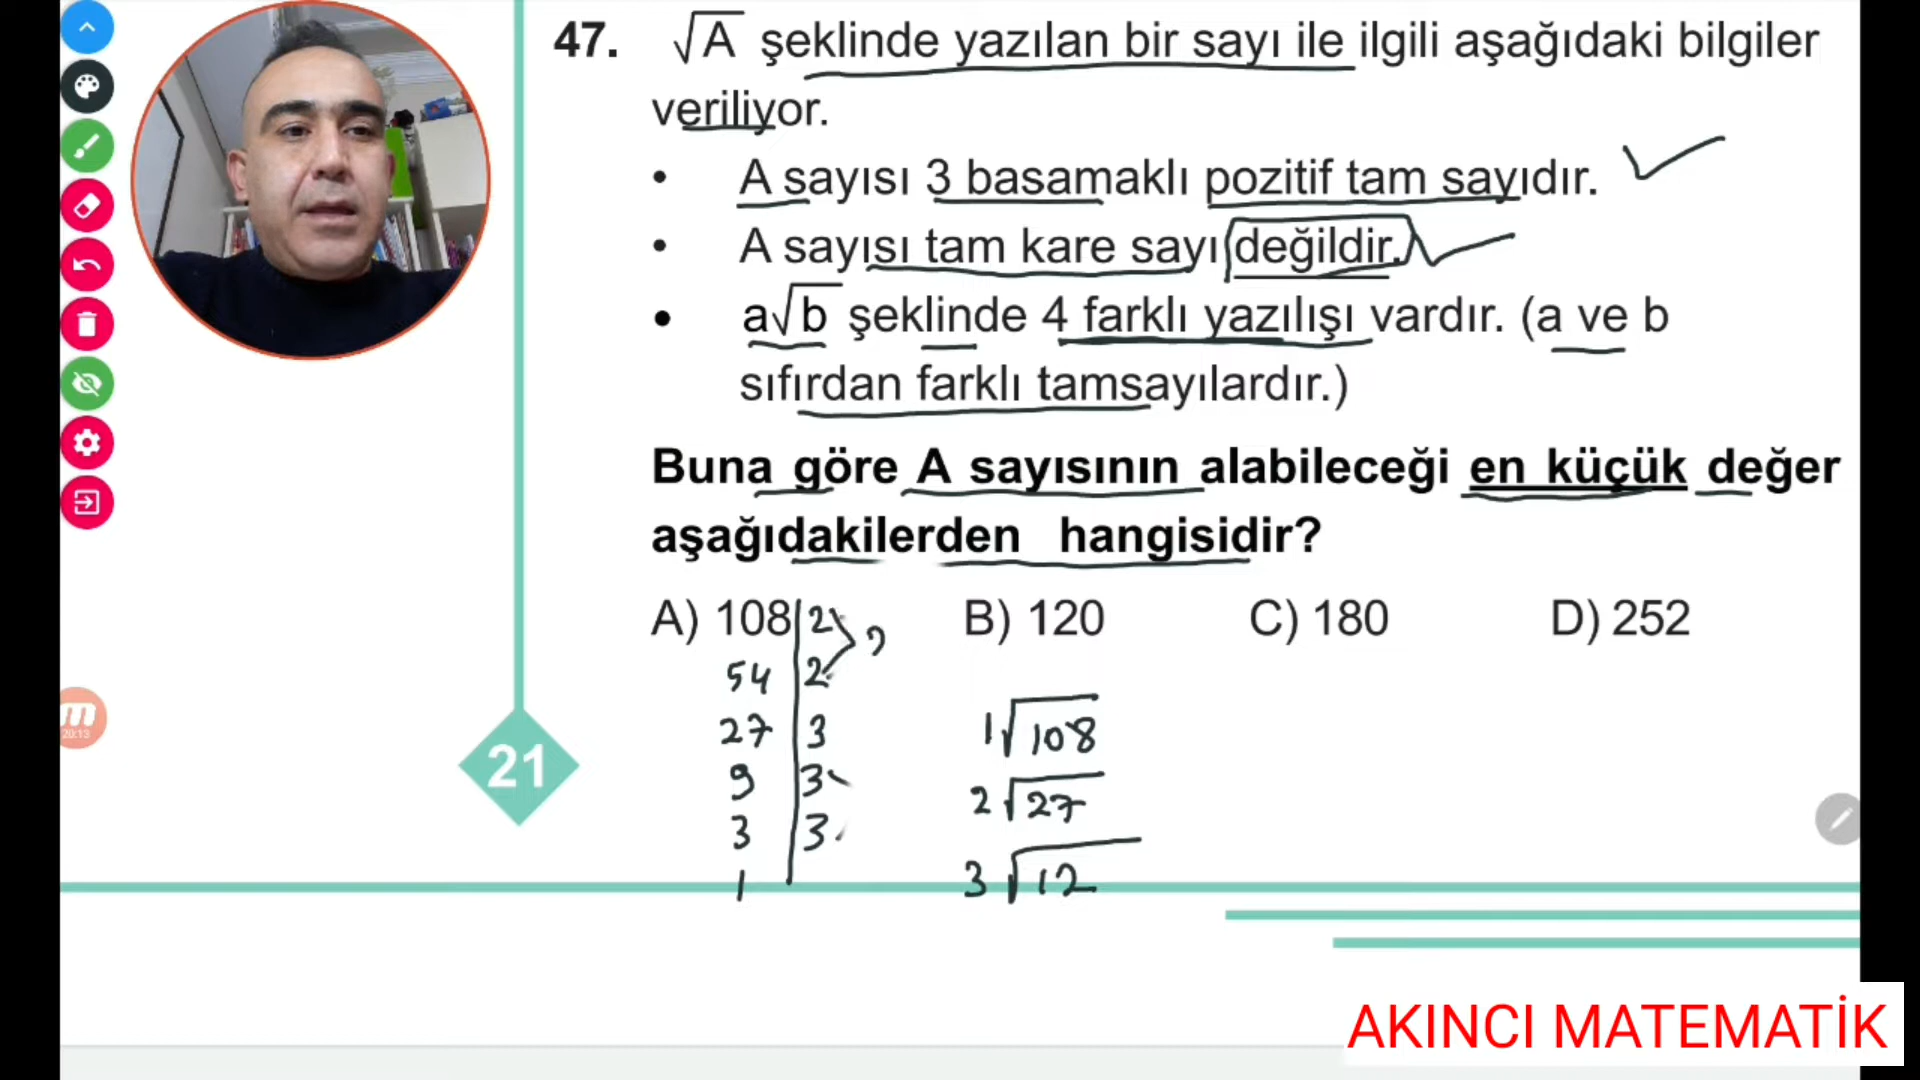 47. √A şeklinde yazılan bir sayı ile ilgili aşağıdaki bilgiler
veriliyor.
• A sayısı 3 basamaklı pozitif tam sayıdır.
• A sayısı tam kare sayı değildir.
• a√b şeklinde 4 farklı yazılışı vardır. (a ve b
sıfırdan farklı tamsayılardır.)
Buna göre A sayısının alabileceği en küçük değer
aşağıdakilerden hangisidir?
A) 108 B) 120 C) 180 D) 252
108|2
54|2
27|3
9|3
3|3
1
1√108
2√27
3√12
21
m
20:13
AKINCI MATEMATİK